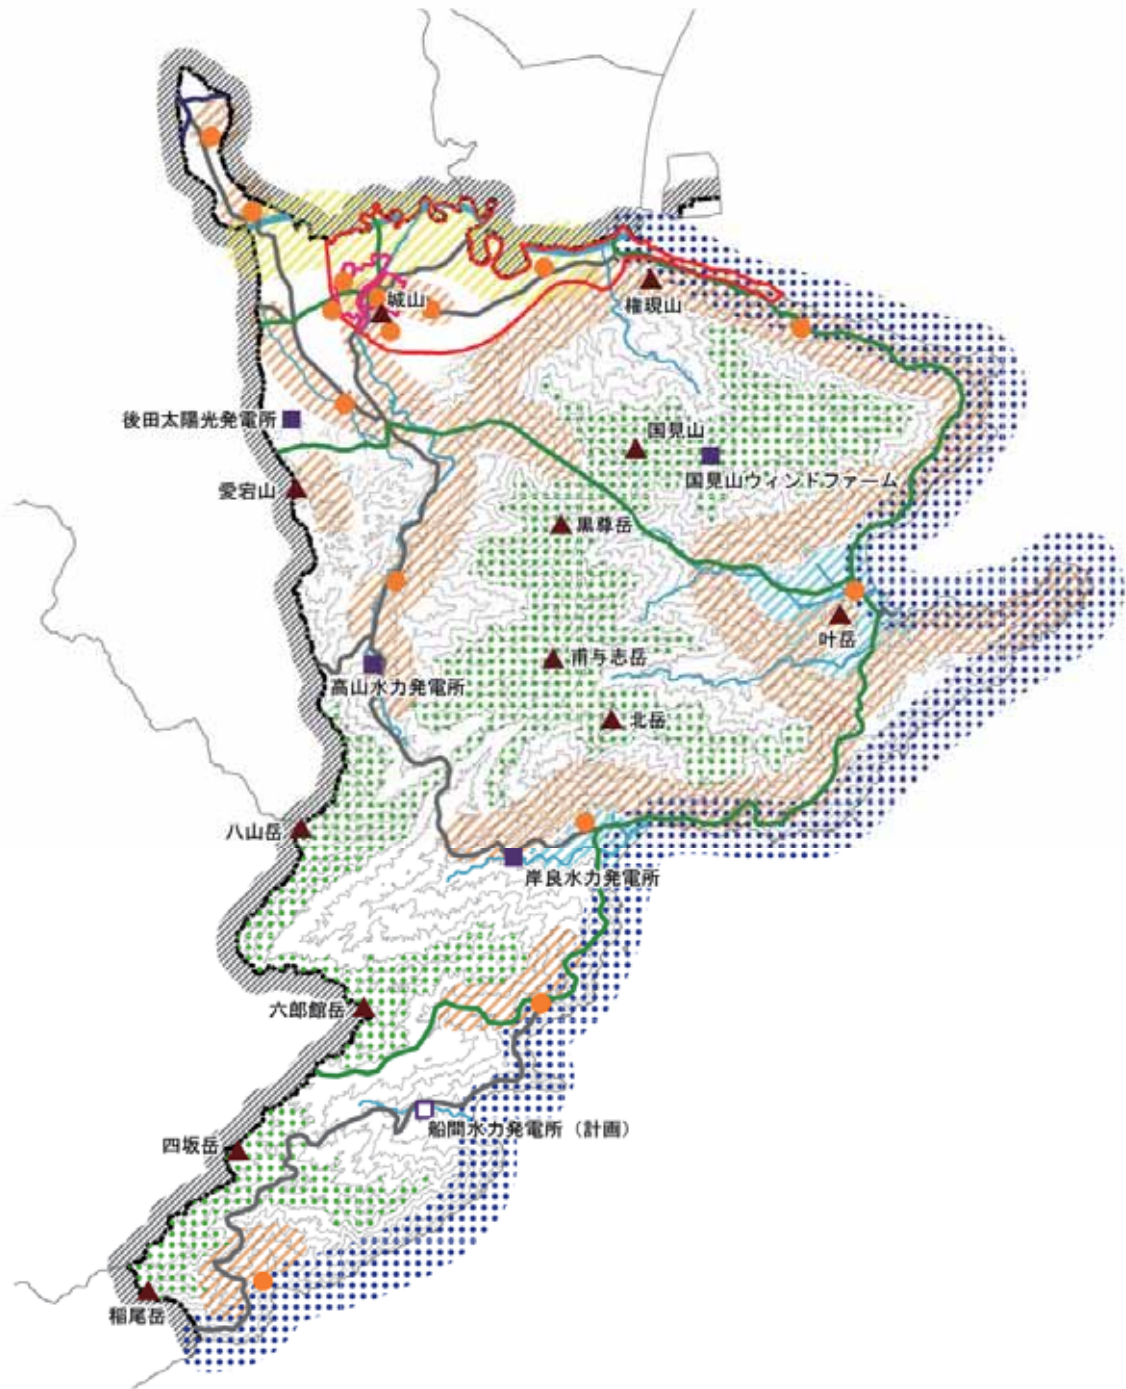 城山
権現山
後田太陽光発電所
国見山
国見山ウィンドファーム
愛宕山
黒尊岳
叶岳
甫与志岳
高山水力発電所
北岳
八山岳
岸良水力発電所
六郎館岳
船間水力発電所（計画）
四坂岳
稲尾岳